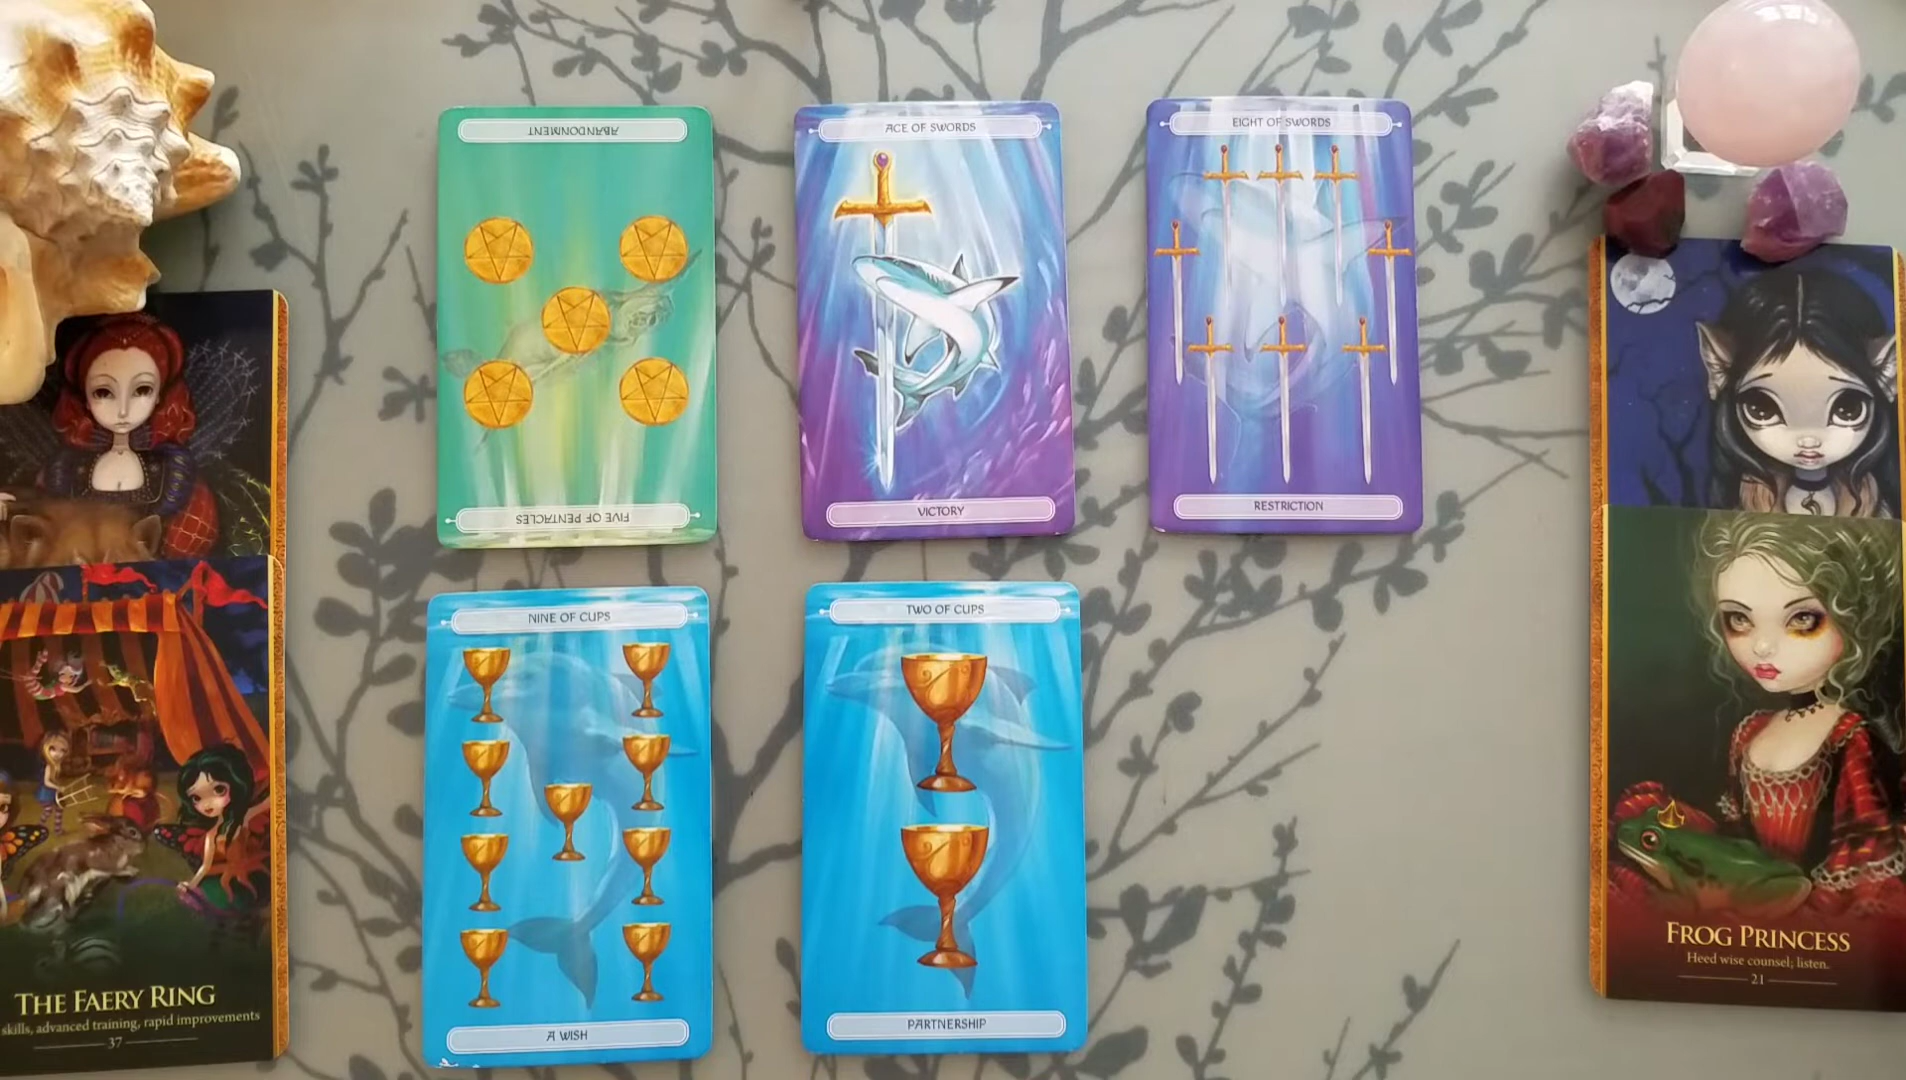 ABANDONMENT
FIVE OF PENTACLES
ACE OF SWORDS
VICTORY
EIGHT OF SWORDS
RESTRICTION
NINE OF CUPS
A WISH
TWO OF CUPS
PARTNERSHIP
THE FAERY RING
skills, advanced training, rapid improvements
37
FROG PRINCESS
Heed wise counsel; listen.
21